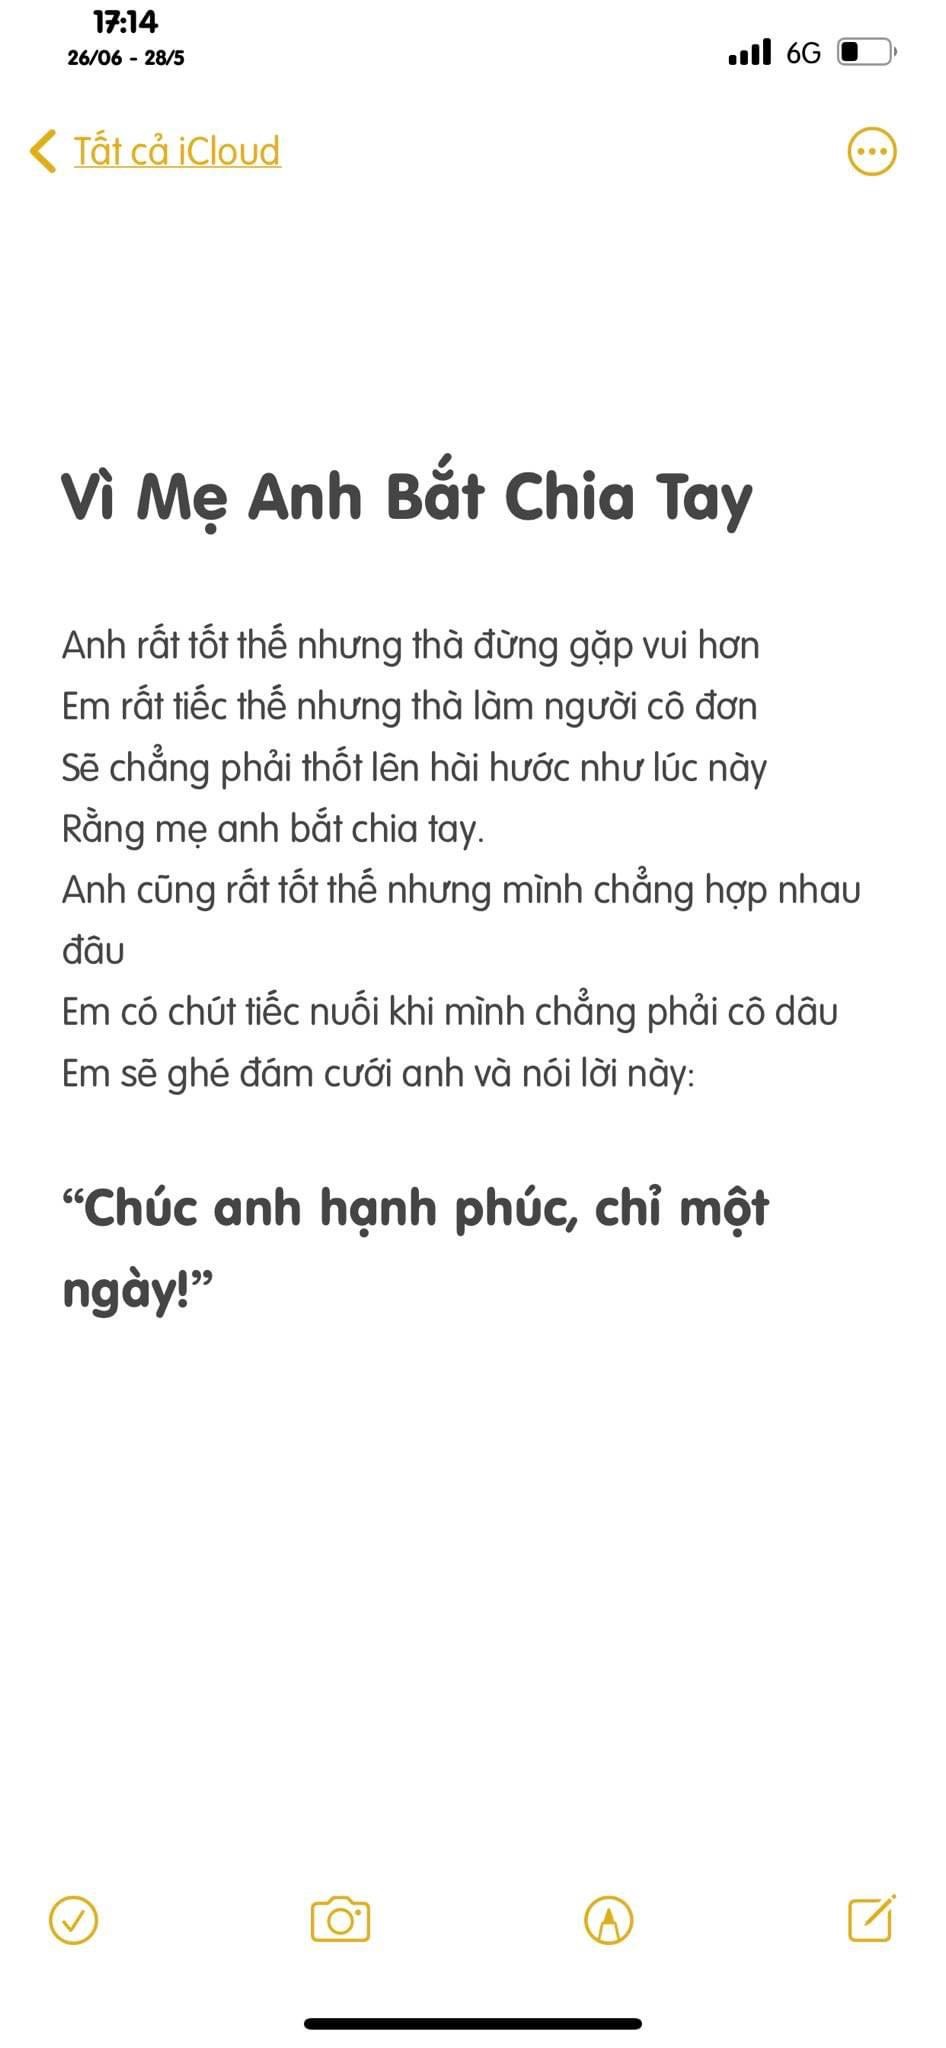 17:14
26/06 - 28/5
6G
Tất cả iCloud
Vì Mẹ Anh Bắt Chia Tay
Anh rất tốt thế nhưng thà đừng gặp vui hơn
Em rất tiếc thế nhưng thà làm người cô đơn
Sẽ chẳng phải thốt lên hài hước như lúc này
Rằng mẹ anh bắt chia tay.
Anh cũng rất tốt thế nhưng mình chẳng hợp nhau
đâu
Em có chút tiếc nuối khi mình chẳng phải cô dâu
Em sẽ ghé đám cưới anh và nói lời này:
“Chúc anh hạnh phúc, chỉ một
ngày!”